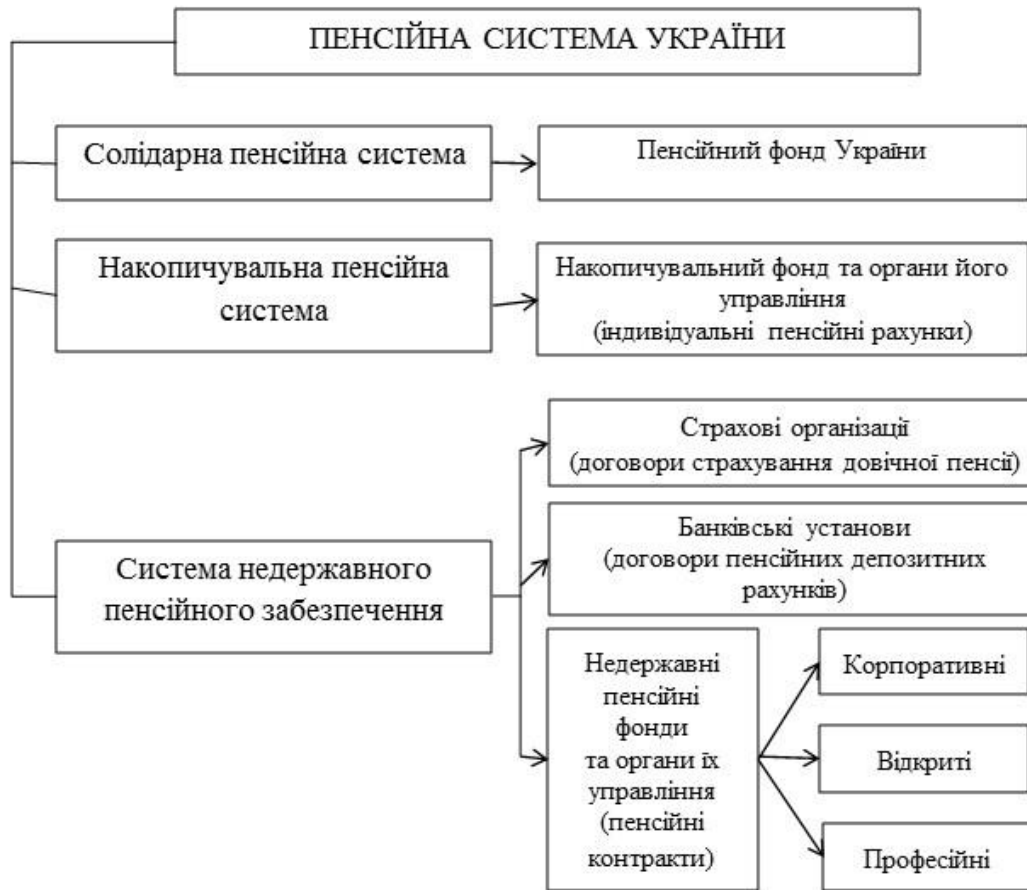 ПЕНСІЙНА СИСТЕМА УКРАЇНИ
Солідарна пенсійна система
Пенсійний фонд України
Накопичувальна пенсійна
система
Накопичувальний фонд та органи його
управління
(індивідуальні пенсійні рахунки)
Система недержавного
пенсійного забезпечення
Страхові організації
(договори страхування довічної пенсії)
Банківські установи
(договори пенсійних депозитних
рахунків)
Недержавні
пенсійні
фонди
та органи їх
управління
(пенсійні
контракти)
Корпоративні
Відкриті
Професійні